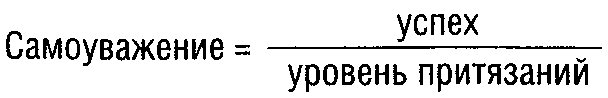 успех
Самоуважение =
уровень притязаний